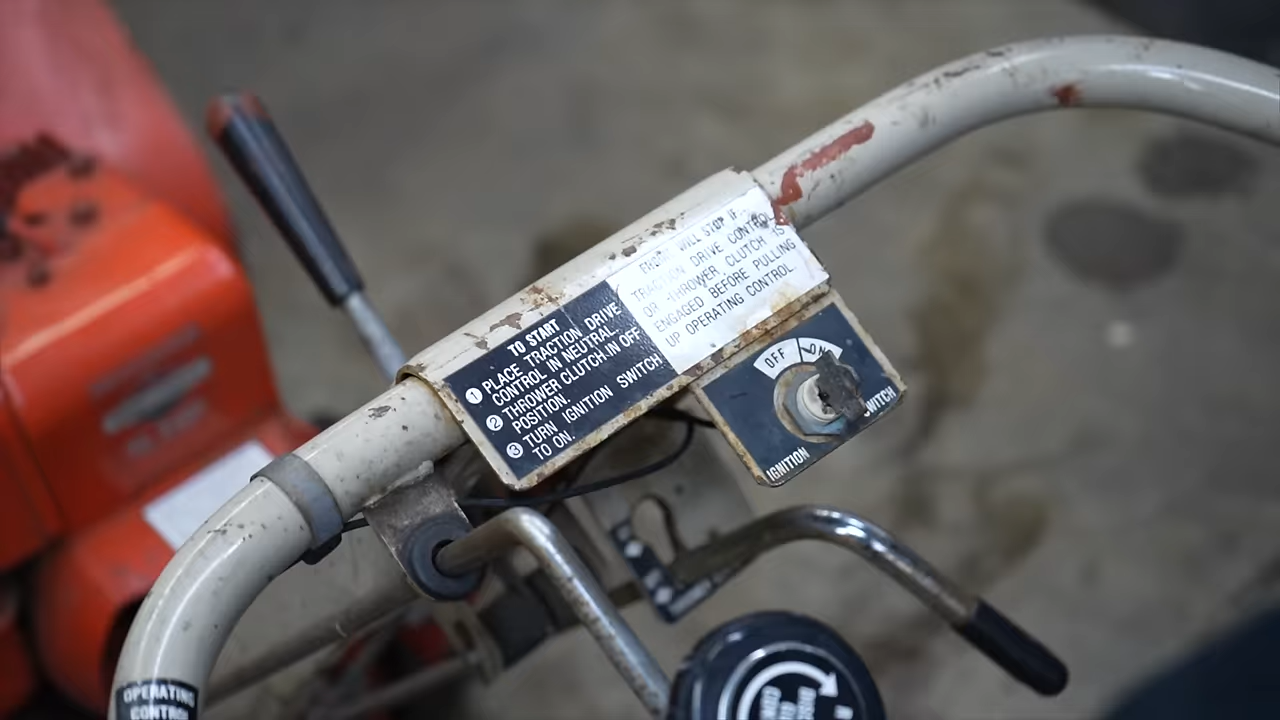 TO START
① PLACE TRACTION DRIVE
CONTROL IN NEUTRAL.
② THROWER CLUTCH.IN OFF
POSITION.
③ TURN IGNITION SWITCH
TO ON.
WILL STOP IF
TRACTION DRIVE CONTROL
OR THROWER CLUTCH IS
ENGAGED BEFORE PULLING
UP OPERATING CONTROL.
OFF ON
IGNITION SWITCH
OPERATING
CONTROL